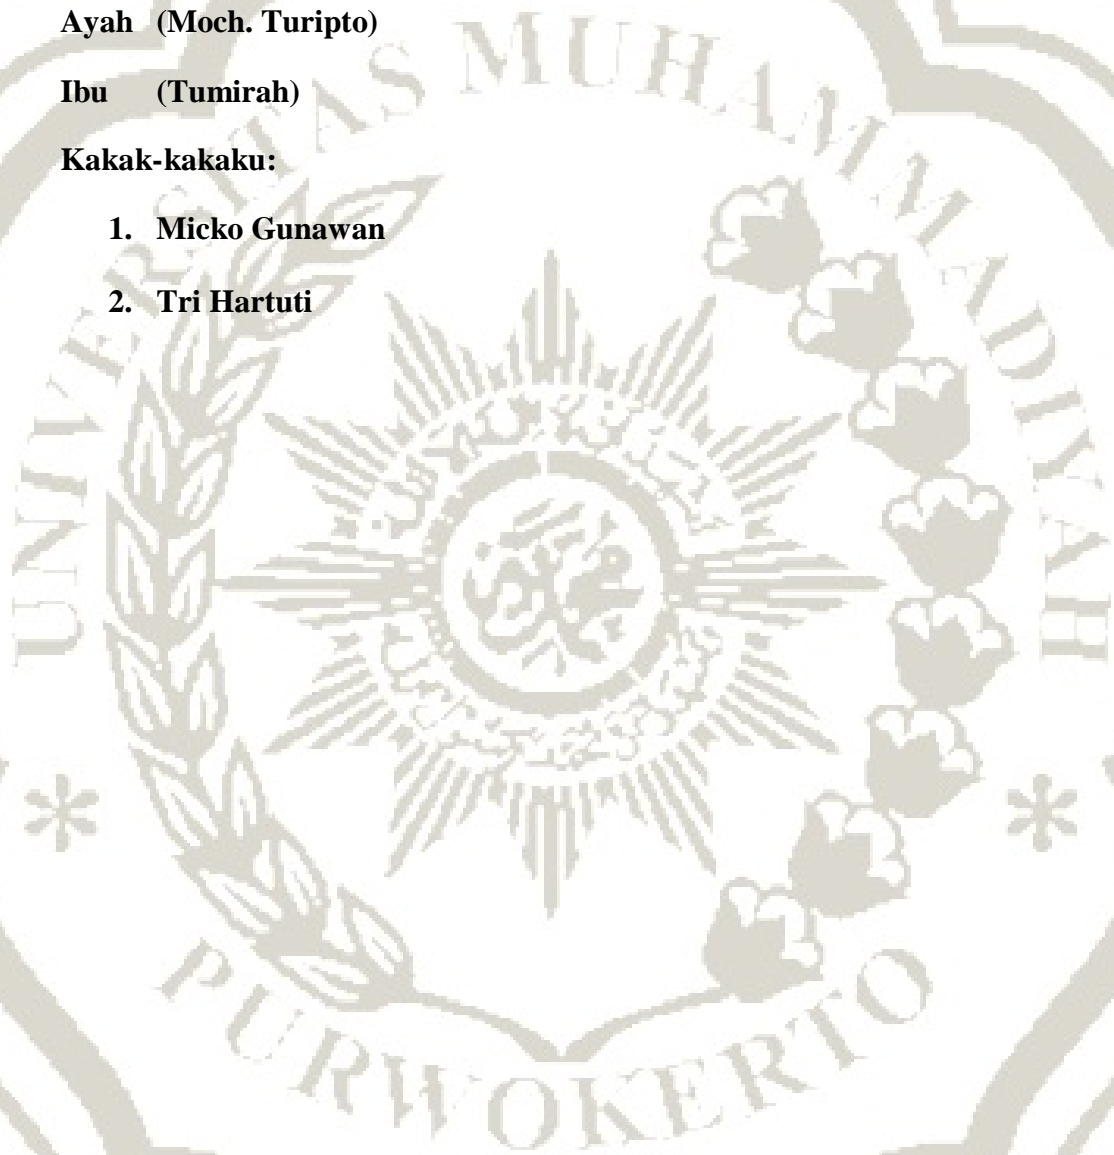 Ayah (Moch. Turipto)
Ibu (Tumirah)
Kakak-kakaku:
1. Micko Gunawan
2. Tri Hartuti
UNIVERSITAS MUHAMMADIYAH
PURWOKERTO